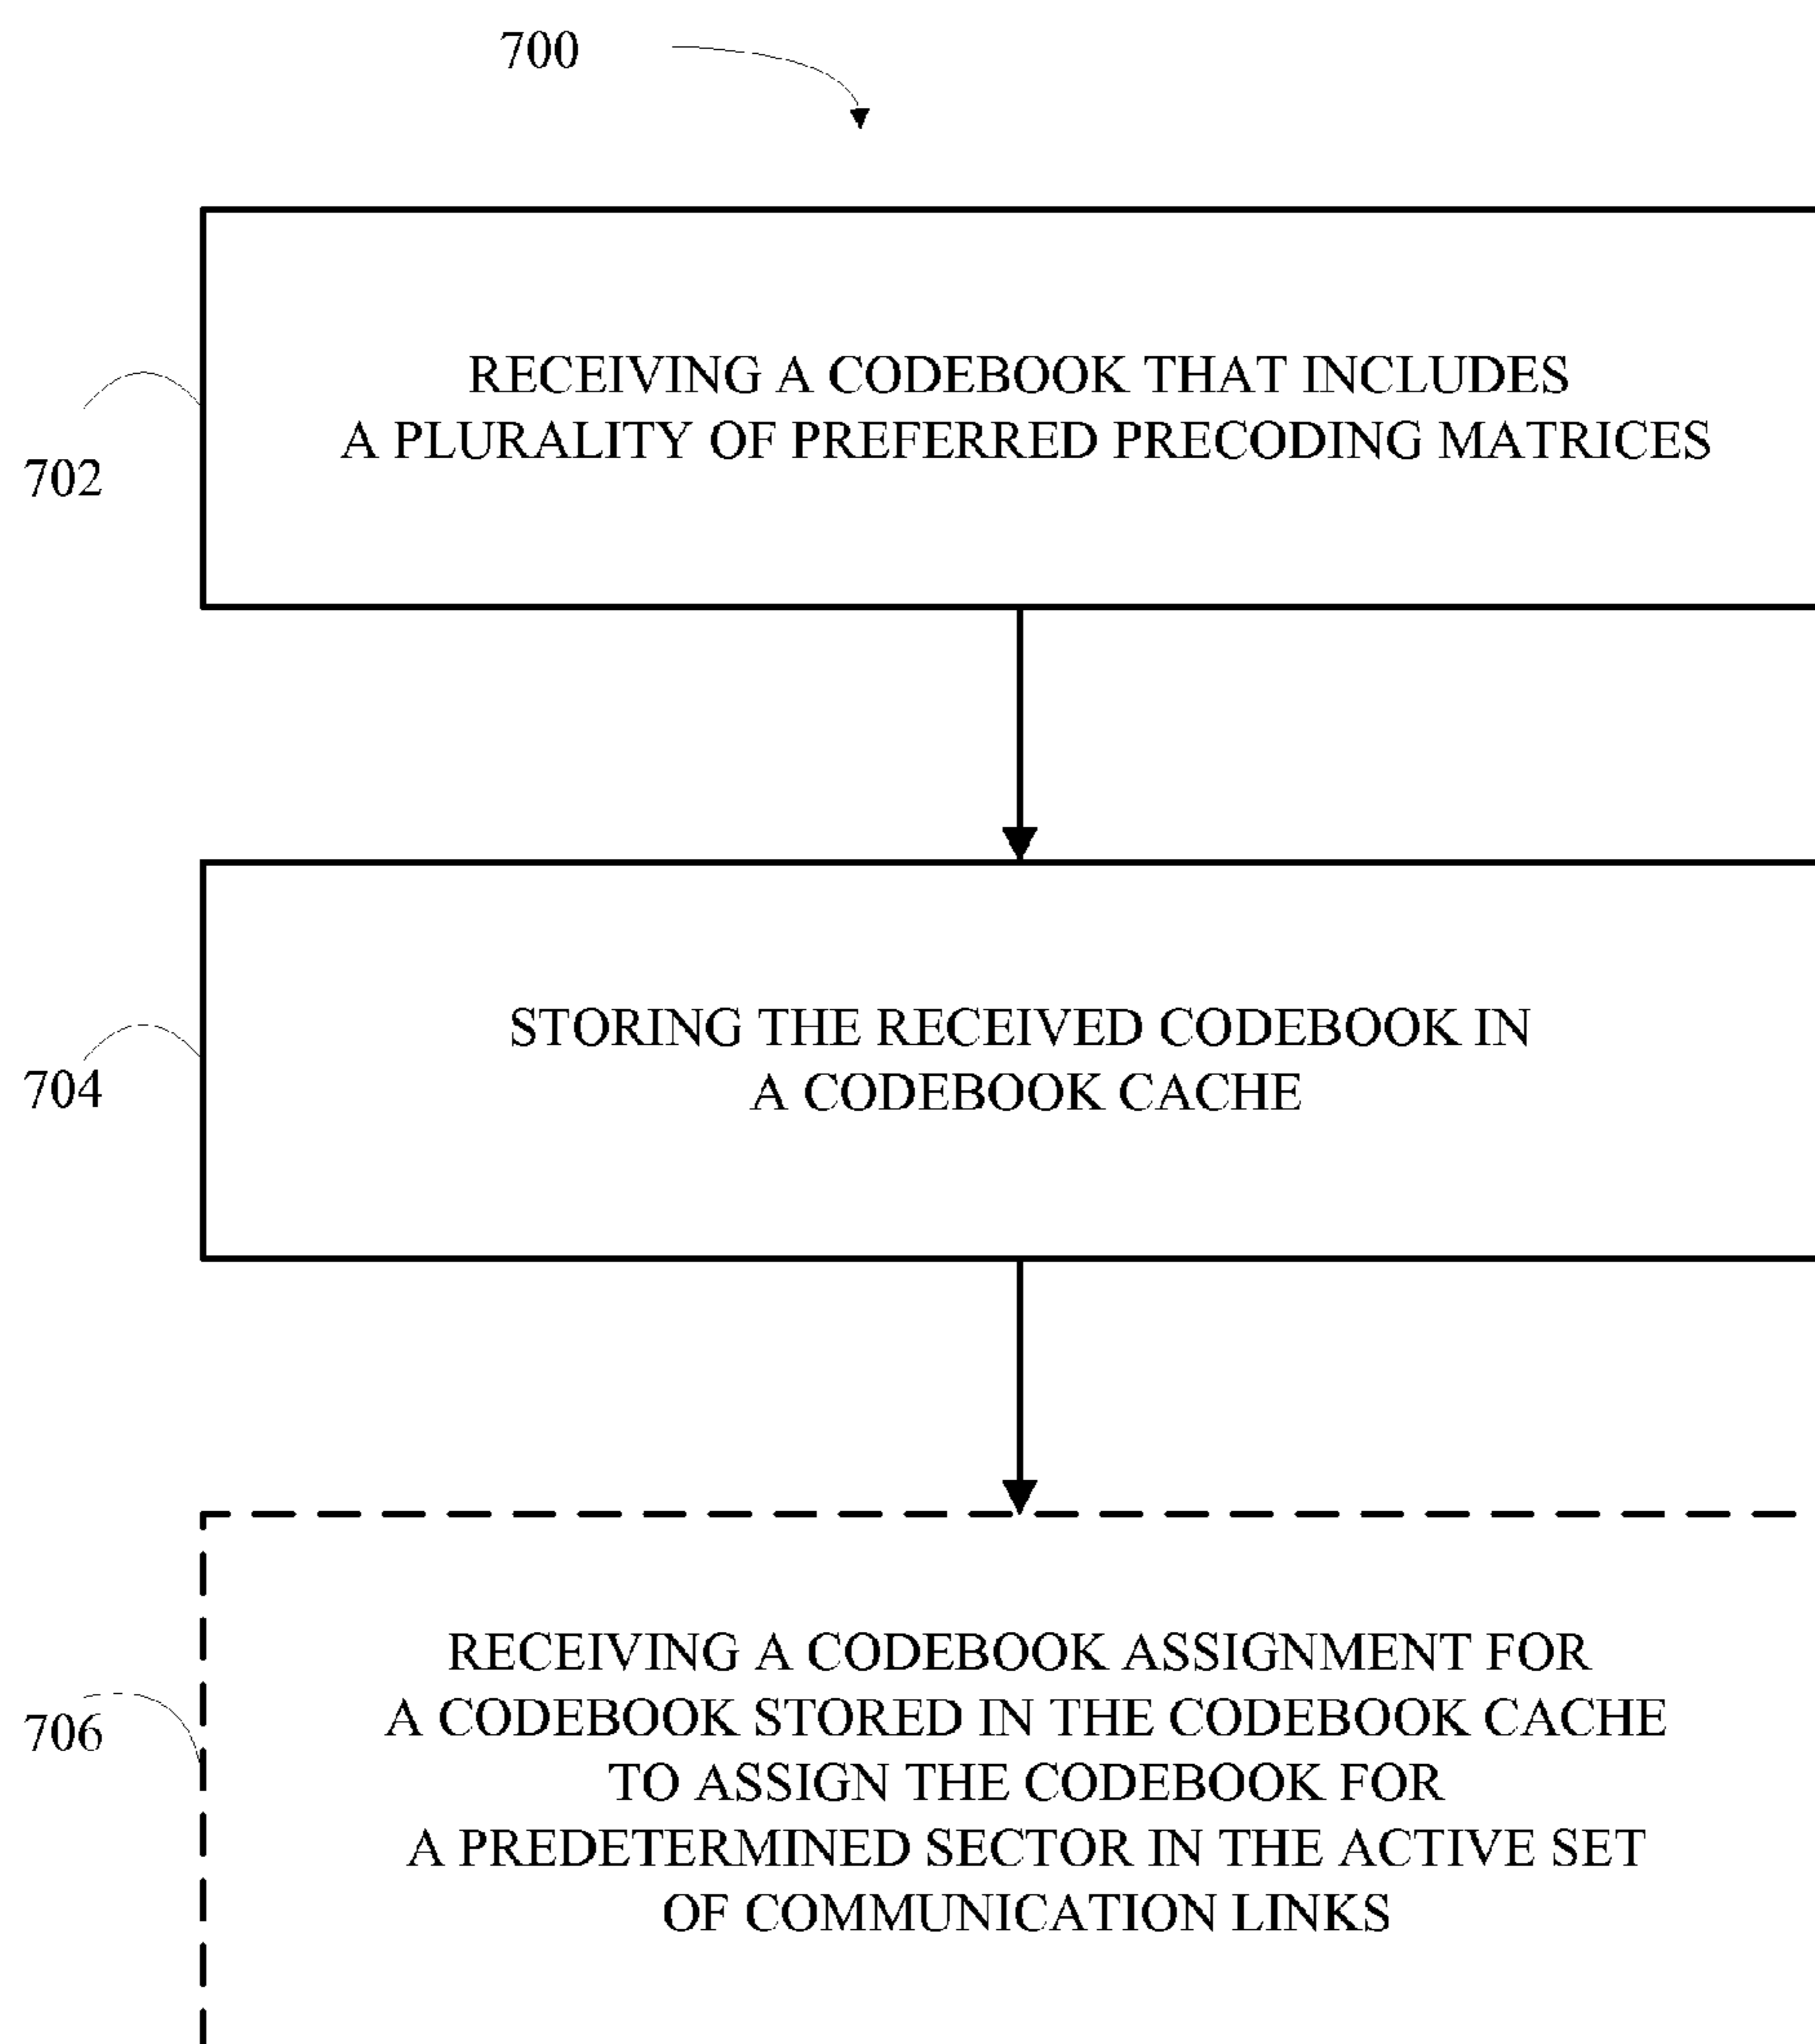 700
RECEIVING A CODEBOOK THAT INCLUDES
A PLURALITY OF PREFERRED PRECODING MATRICES
702
STORING THE RECEIVED CODEBOOK IN
A CODEBOOK CACHE
704
RECEIVING A CODEBOOK ASSIGNMENT FOR
A CODEBOOK STORED IN THE CODEBOOK CACHE
TO ASSIGN THE CODEBOOK FOR
A PREDETERMINED SECTOR IN THE ACTIVE SET
OF COMMUNICATION LINKS
706